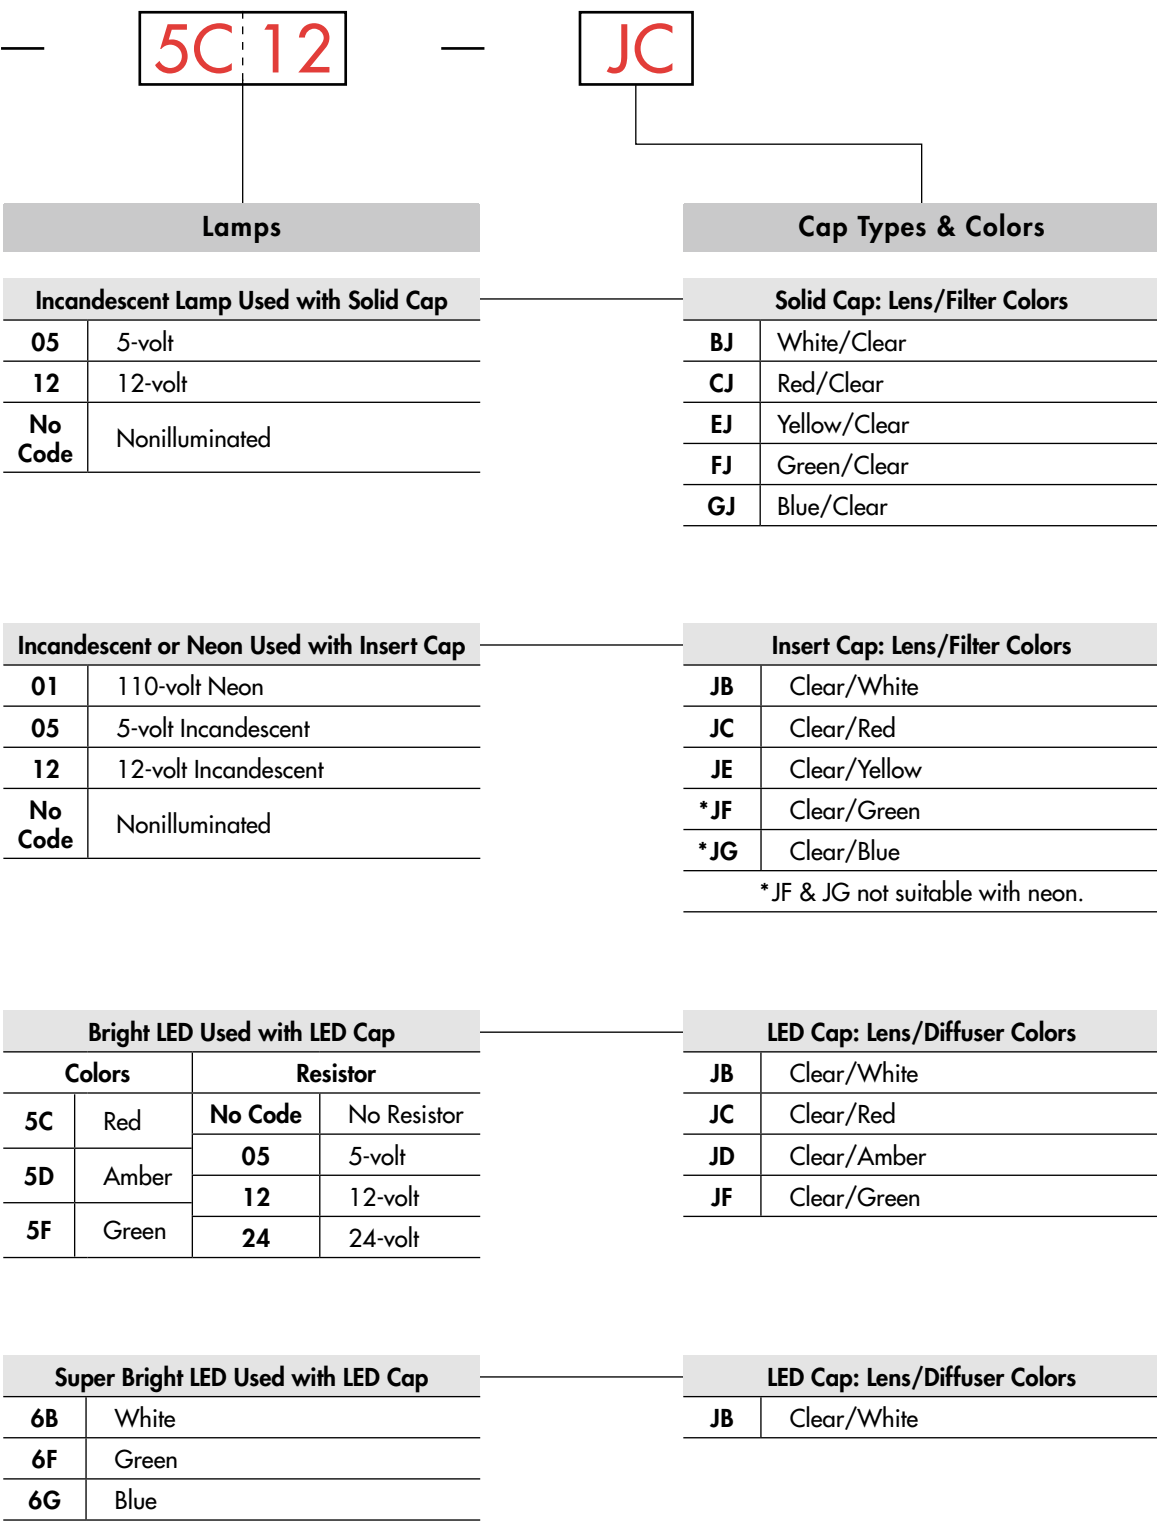 — 5C 12 — JC
Lamps
Incandescent Lamp Used with Solid Cap
05 5-volt
12 12-volt
No Code Nonilluminated
Cap Types & Colors
Solid Cap: Lens/Filter Colors
BJ White/Clear
CJ Red/Clear
EJ Yellow/Clear
FJ Green/Clear
GJ Blue/Clear
Incandescent or Neon Used with Insert Cap
01 110-volt Neon
05 5-volt Incandescent
12 12-volt Incandescent
No Code Nonilluminated
Insert Cap: Lens/Filter Colors
JB Clear/White
JC Clear/Red
JE Clear/Yellow
*JF Clear/Green
*JG Clear/Blue
*JF & JG not suitable with neon.
Bright LED Used with LED Cap
Colors Resistor
5C Red
5D Amber
5F Green
No Code No Resistor
05 5-volt
12 12-volt
24 24-volt
LED Cap: Lens/Diffuser Colors
JB Clear/White
JC Clear/Red
JD Clear/Amber
JF Clear/Green
Super Bright LED Used with LED Cap
6B White
6F Green
6G Blue
LED Cap: Lens/Diffuser Colors
JB Clear/White